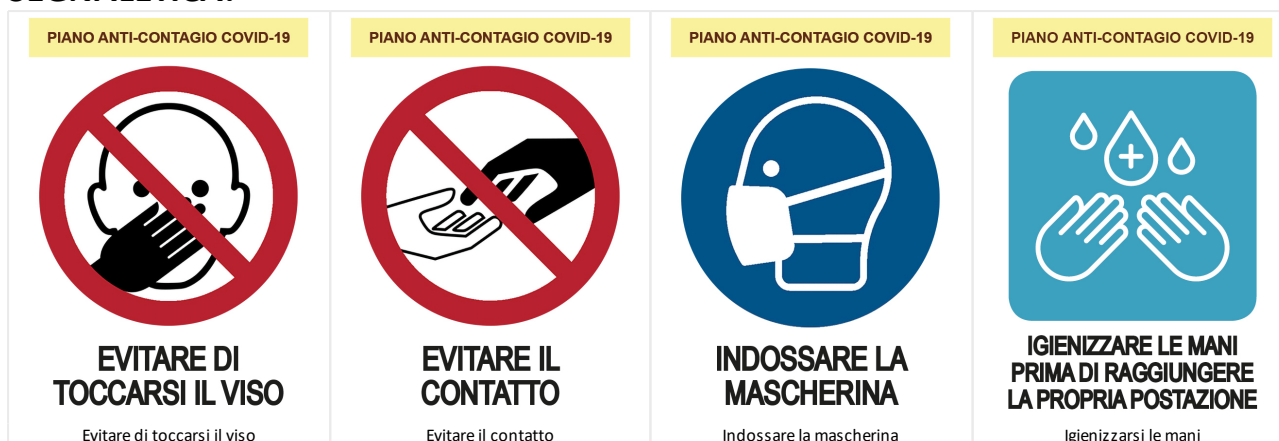 PIANO ANTI-CONTAGIO COVID-19
EVITARE DI
TOCCARSI IL VISO
Evitare di toccarsi il viso
PIANO ANTI-CONTAGIO COVID-19
EVITARE IL
CONTATTO
Evitare il contatto
PIANO ANTI-CONTAGIO COVID-19
INDOSSARE LA
MASCHERINA
Indossare la mascherina
PIANO ANTI-CONTAGIO COVID-19
IGIENIZZARE LE MANI
PRIMA DI RAGGIUNGERE
LA PROPRIA POSTAZIONE
Igienizzarsi le mani